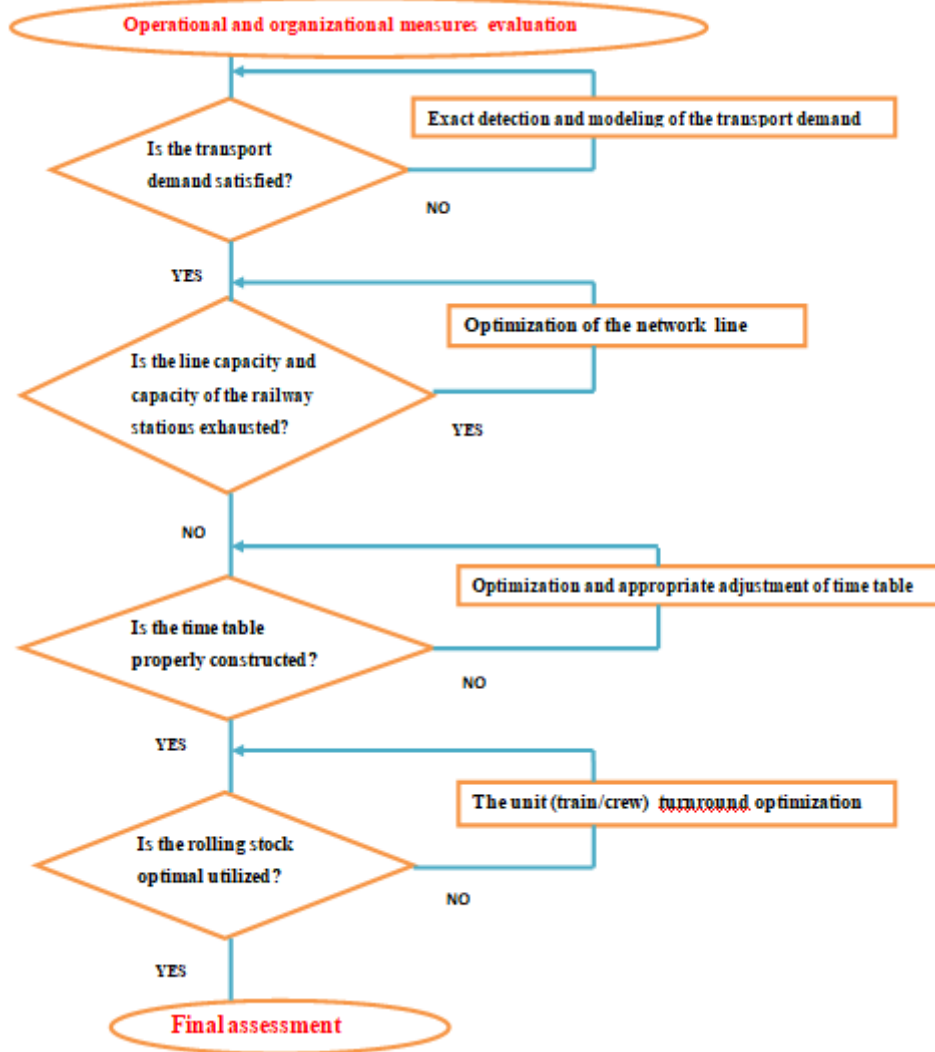 Operational and organizational measures evaluation
Exact detection and modeling of the transport demand
Is the transport
demand satisfied?
NO
YES
Optimization of the network line
Is the line capacity and
capacity of the railway
stations exhausted?
YES
NO
Optimization and appropriate adjustment of time table
Is the time table
properly constructed?
NO
YES
The unit (train/crew) turnround optimization
Is the rolling stock
optimal utilized?
NO
YES
Final assessment